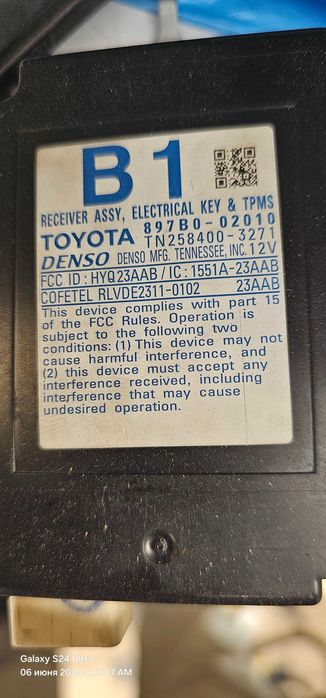 B1
RECEIVER ASSY, ELECTRICAL KEY & TPMS
TOYOTA 897B0-02010
TN258400-3271
DENSO DENSO MFG. TENNESSEE, INC. 12V
FCC ID : HYQ23AAB / IC : 1551A-23AAB
COFETEL RLVDE2311-0102 23AAB
This device complies with part 15
of the FCC Rules. Operation is
subject to the following two
conditions: (1) This device may not
cause harmful interference, and
(2) this device must accept any
interference received, including
interference that may cause
undesired operation.
Galaxy S24 Ultra
06 июня 2024